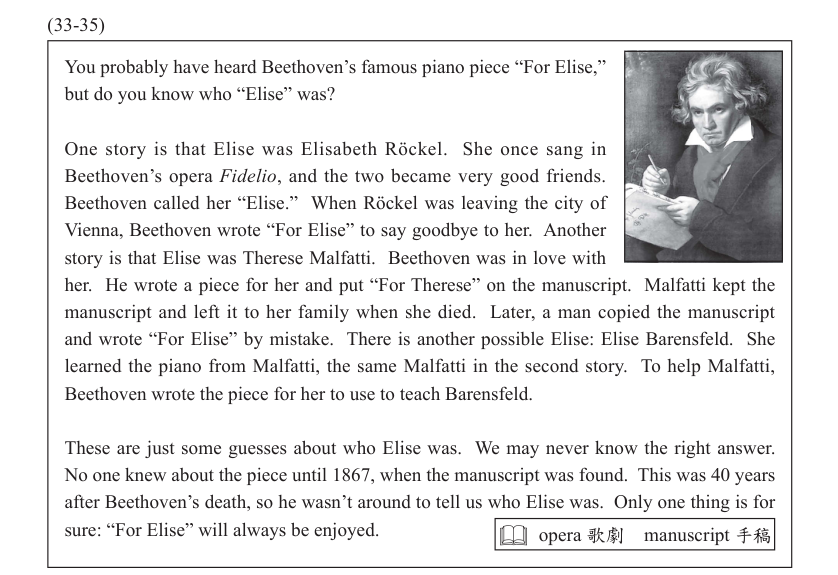 (33-35)
You probably have heard Beethoven’s famous piano piece “For Elise,”
but do you know who “Elise” was?
One story is that Elise was Elisabeth Röckel. She once sang in
Beethoven’s opera Fidelio, and the two became very good friends.
Beethoven called her “Elise.” When Röckel was leaving the city of
Vienna, Beethoven wrote “For Elise” to say goodbye to her. Another
story is that Elise was Therese Malfatti. Beethoven was in love with
her. He wrote a piece for her and put “For Therese” on the manuscript. Malfatti kept the
manuscript and left it to her family when she died. Later, a man copied the manuscript
and wrote “For Elise” by mistake. There is another possible Elise: Elise Barensfeld. She
learned the piano from Malfatti, the same Malfatti in the second story. To help Malfatti,
Beethoven wrote the piece for her to use to teach Barensfeld.
These are just some guesses about who Elise was. We may never know the right answer.
No one knew about the piece until 1867, when the manuscript was found. This was 40 years
after Beethoven’s death, so he wasn’t around to tell us who Elise was. Only one thing is for
sure: “For Elise” will always be enjoyed.
opera 歌劇 manuscript 手稿